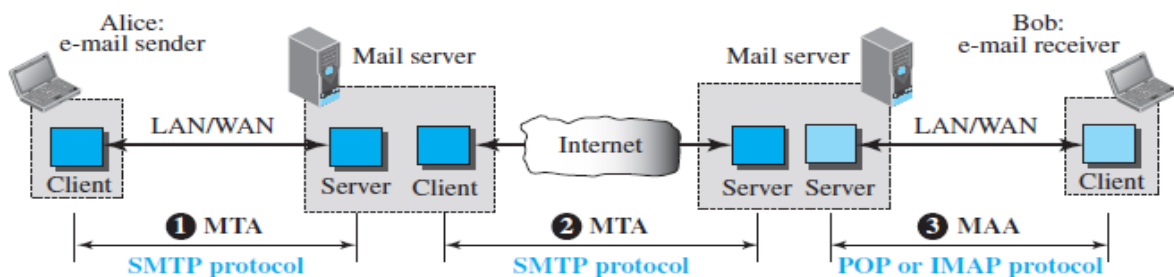 Alice:
e-mail sender
Mail server
Mail server
Bob:
e-mail receiver
LAN/WAN
Internet
LAN/WAN
Client
Server
Client
Server
Server
Client
1 MTA
2 MTA
3 MAA
SMTP protocol
SMTP protocol
POP or IMAP protocol